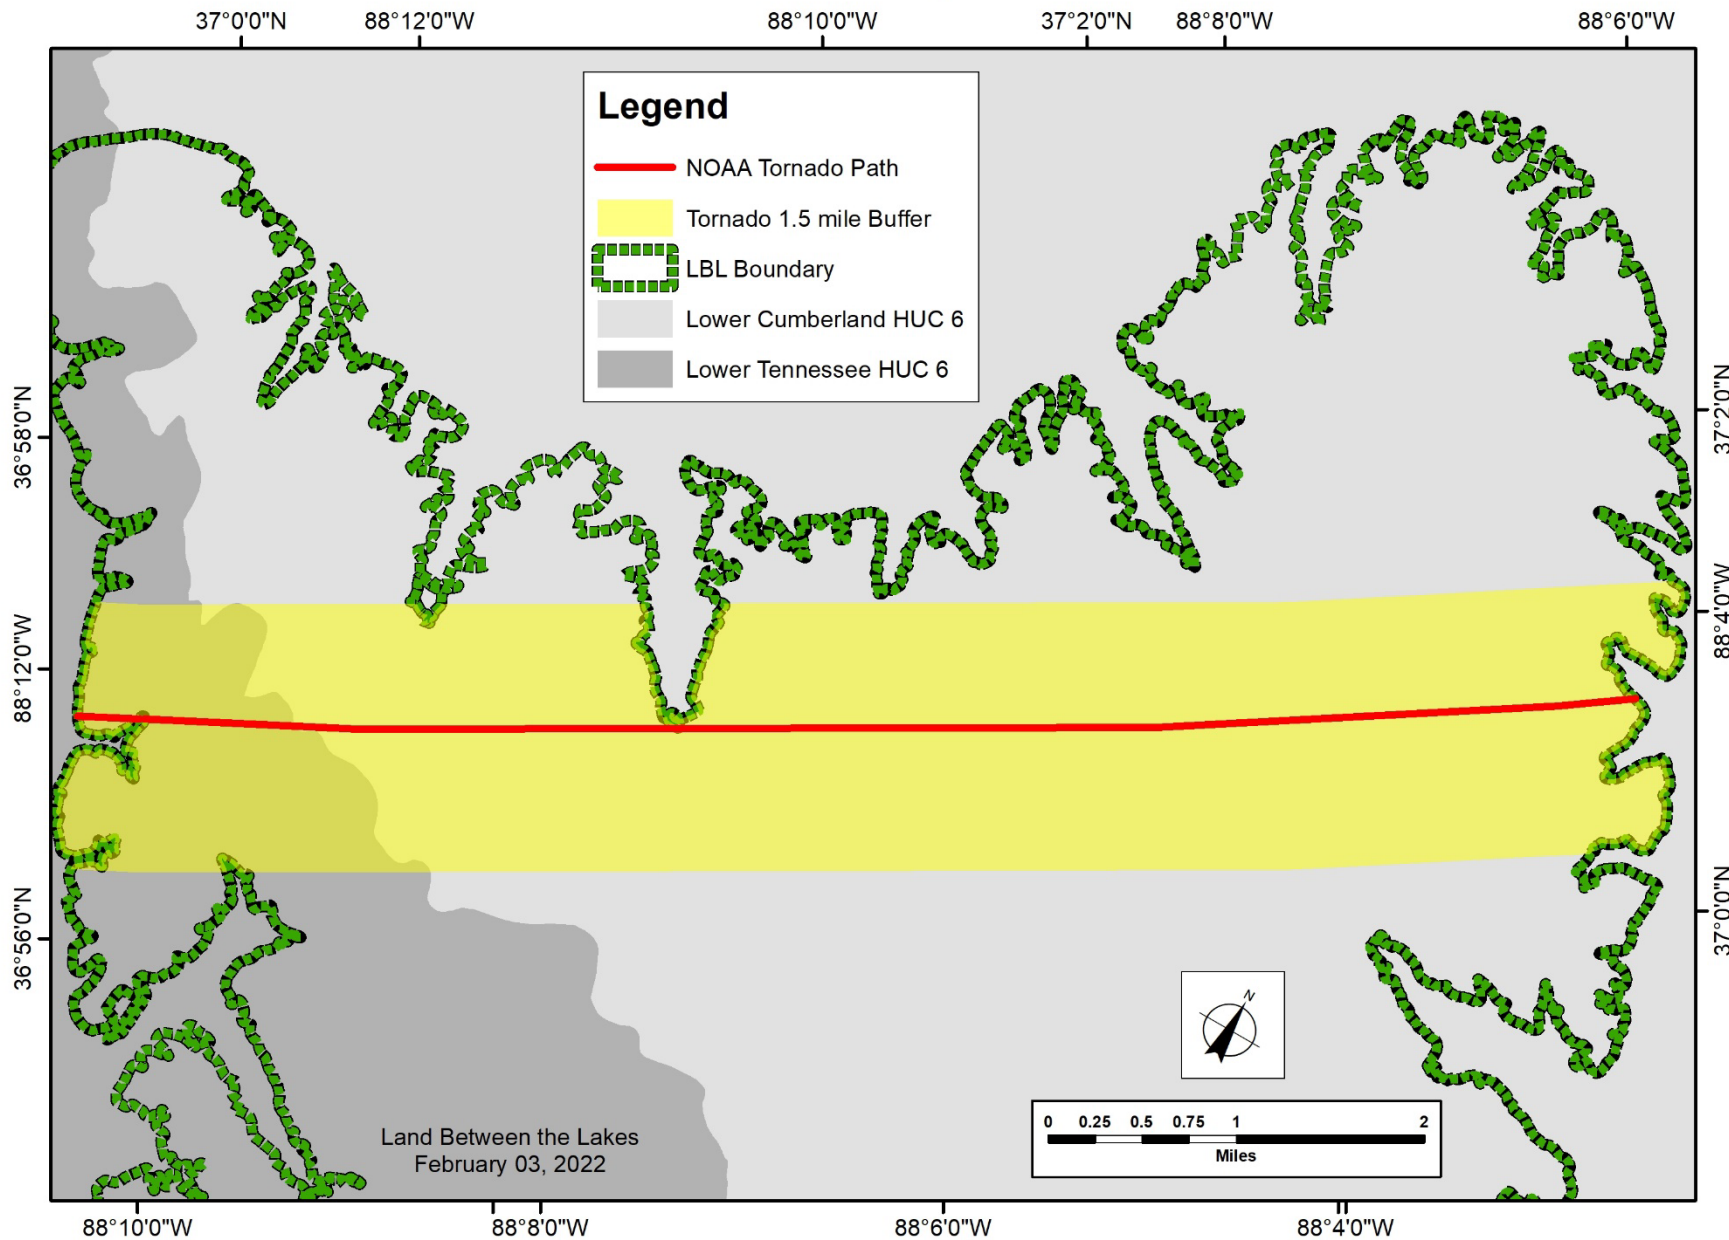 37°0'0"N 88°12'0"W 88°10'0"W 37°2'0"N 88°8'0"W 88°6'0"W
Legend
NOAA Tornado Path
Tornado 1.5 mile Buffer
LBL Boundary
Lower Cumberland HUC 6
Lower Tennessee HUC 6
36°58'0"N
88°12'0"W
36°56'0"N
37°2'0"N
88°4'0"W
37°0'0"N
N
0 0.25 0.5 0.75 1 2
Miles
Land Between the Lakes
February 03, 2022
88°10'0"W 88°8'0"W 88°6'0"W 88°4'0"W